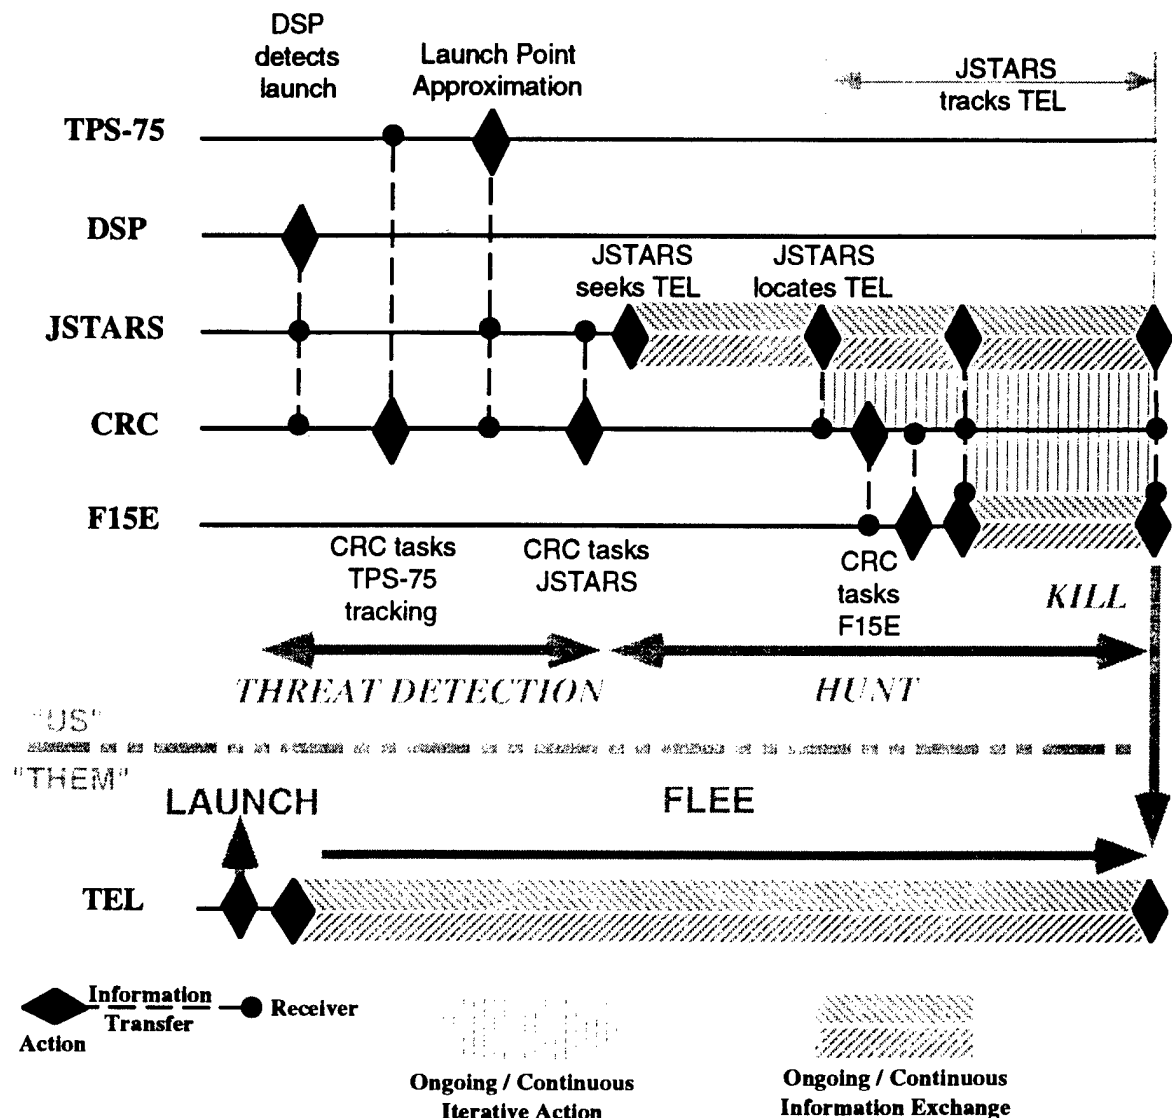 DSP
detects
launch
Launch Point
Approximation
JSTARS
tracks TEL
TPS-75
DSP
JSTARS
seeks TEL
JSTARS
locates TEL
JSTARS
CRC
F15E
CRC tasks
TPS-75
tracking
CRC tasks
JSTARS
CRC
tasks
F15E
KILL
THREAT DETECTION
HUNT
"US"
"THEM"
LAUNCH
FLEE
TEL
Information
Transfer
Receiver
Action
Ongoing / Continuous
Iterative Action
Ongoing / Continuous
Information Exchange